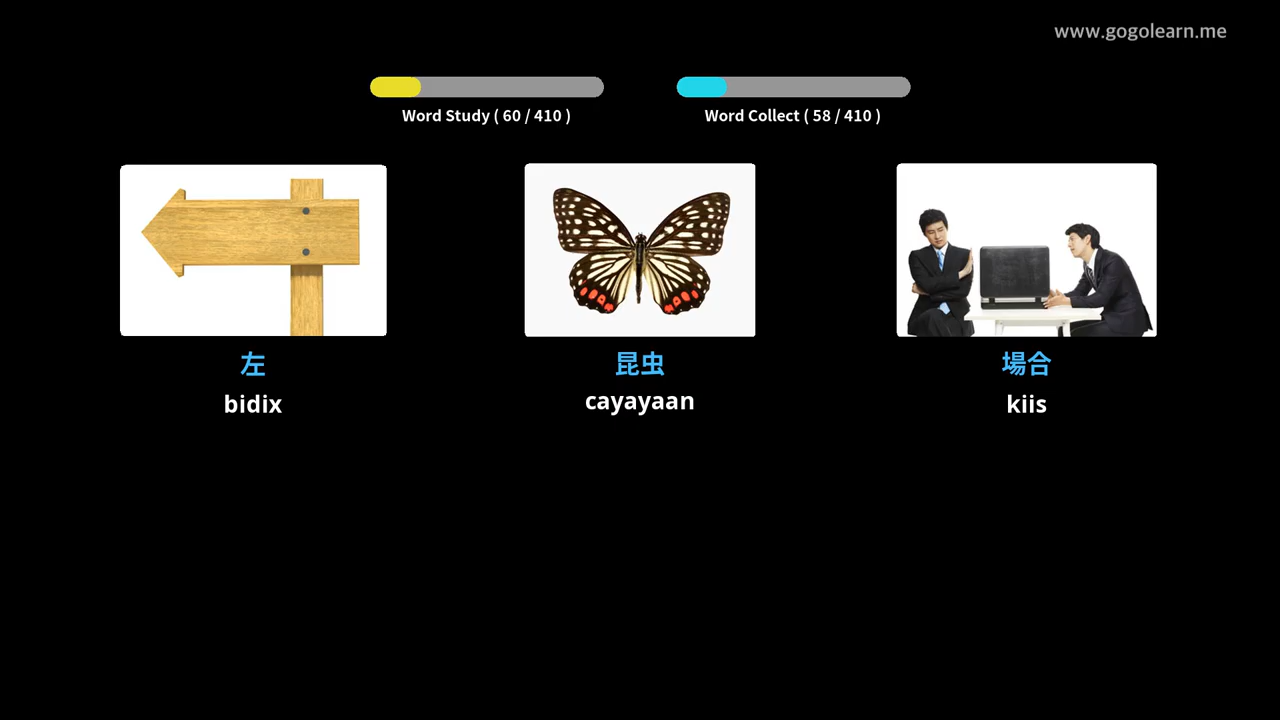 www.gogolearn.me
Word Study ( 60 / 410 )
Word Collect ( 58 / 410 )
左
bidix
昆虫
cayayaan
場合
kiis